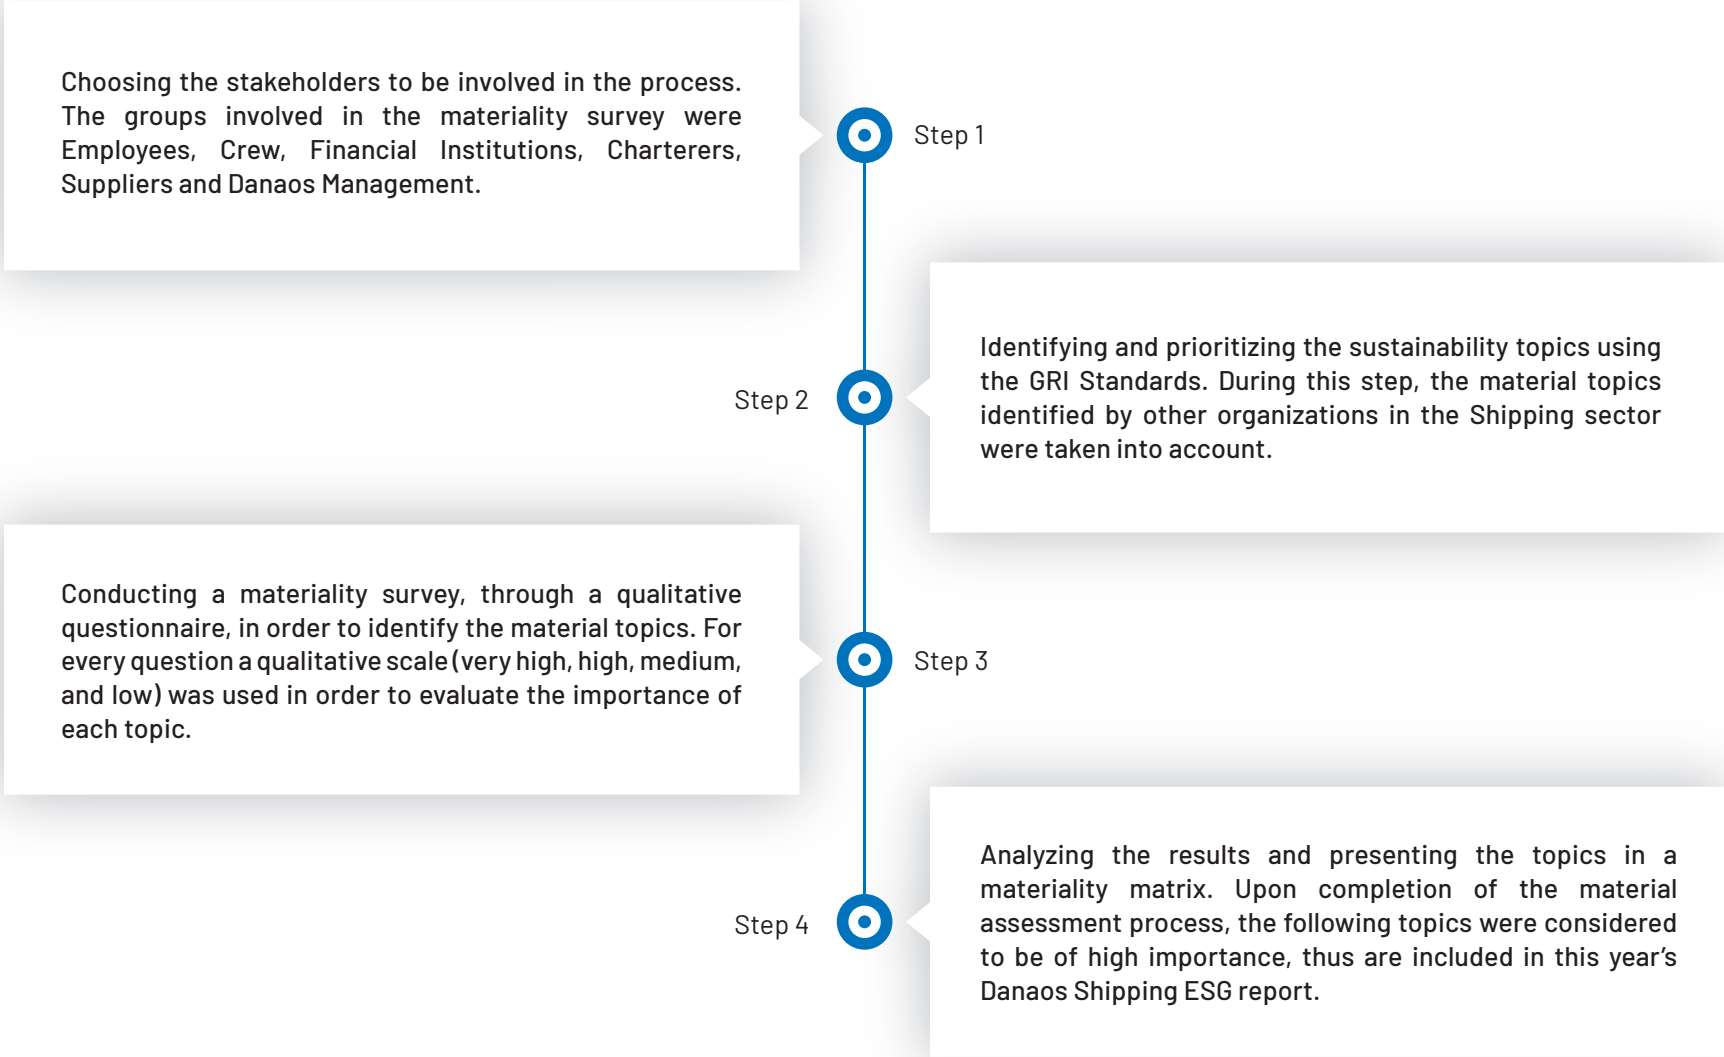 Choosing the stakeholders to be involved in the process.
The groups involved in the materiality survey were
Employees, Crew, Financial Institutions, Charterers,
Suppliers and Danaos Management.
Step 1
Step 2
Identifying and prioritizing the sustainability topics using
the GRI Standards. During this step, the material topics
identified by other organizations in the Shipping sector
were taken into account.
Conducting a materiality survey, through a qualitative
questionnaire, in order to identify the material topics. For
every question a qualitative scale (very high, high, medium,
and low) was used in order to evaluate the importance of
each topic.
Step 3
Step 4
Analyzing the results and presenting the topics in a
materiality matrix. Upon completion of the material
assessment process, the following topics were considered
to be of high importance, thus are included in this year’s
Danaos Shipping ESG report.